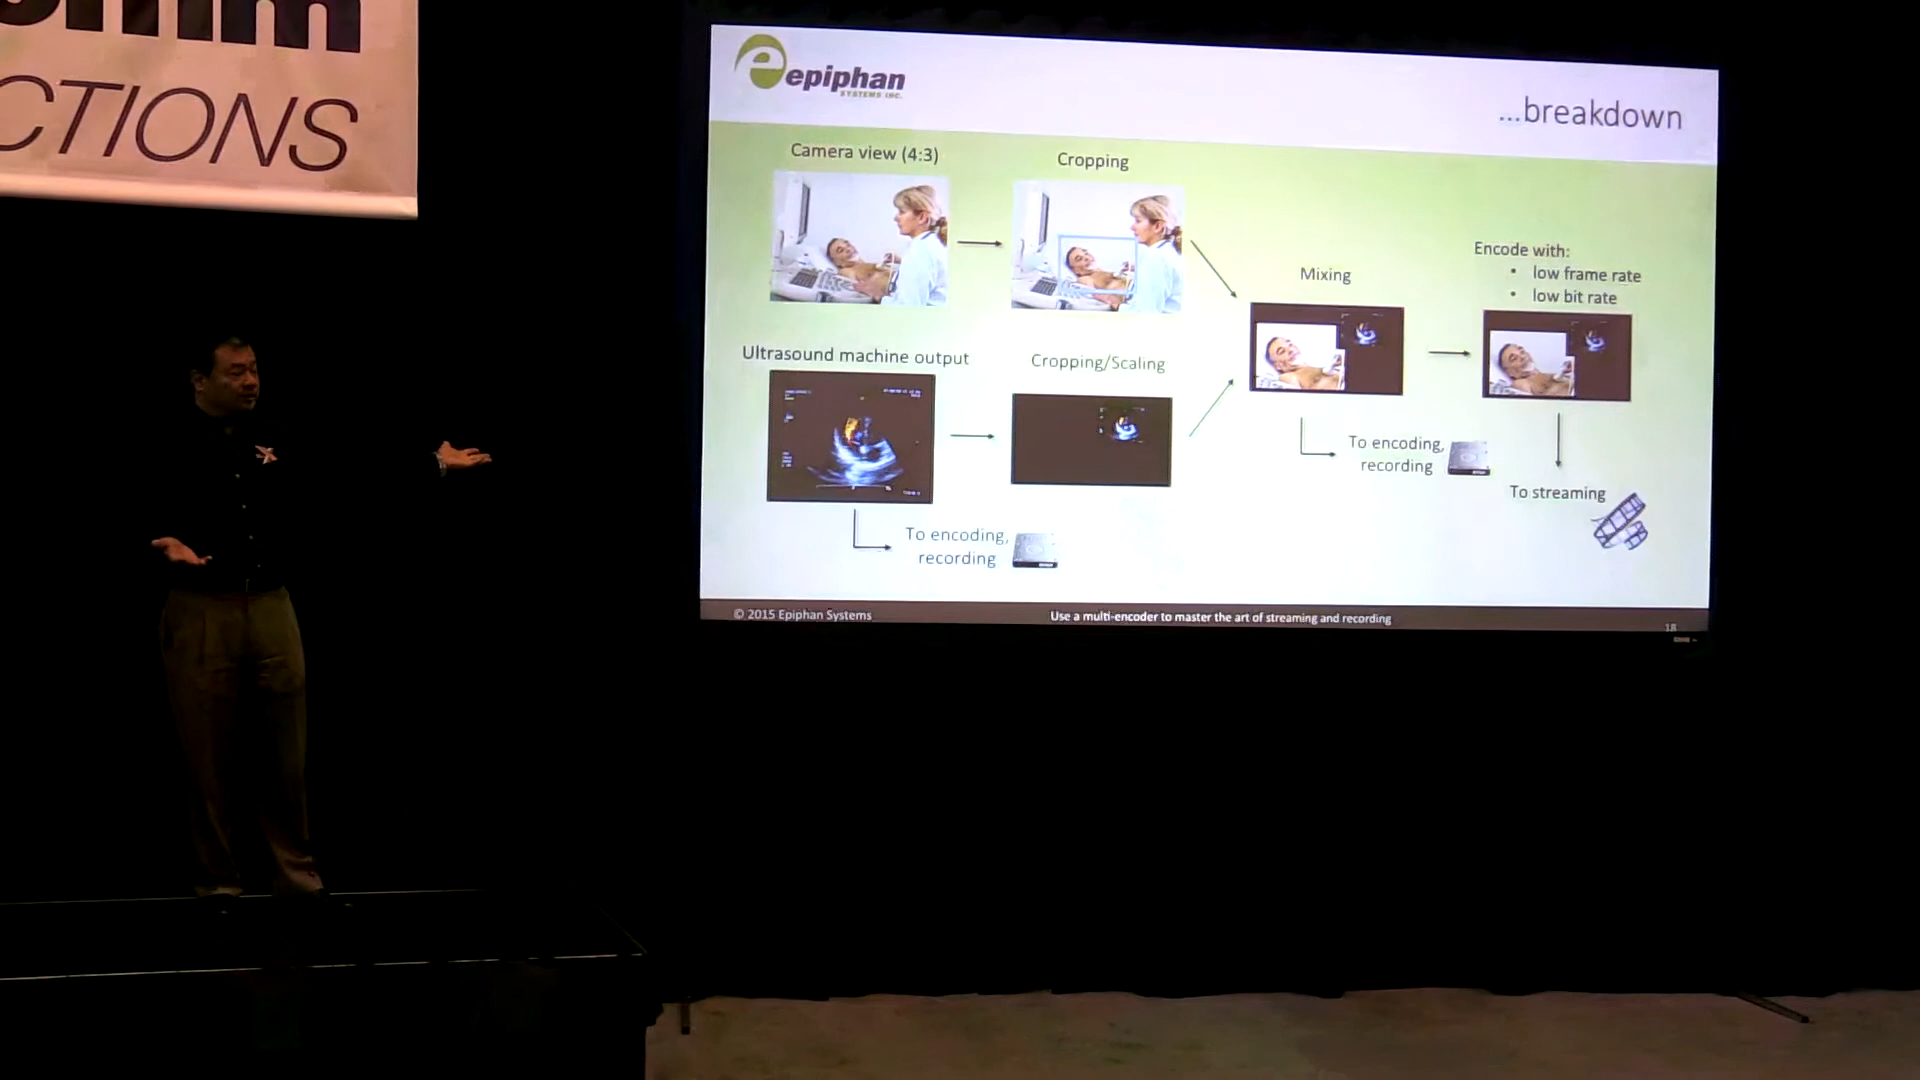 CTIONS
epiphan
SYSTEMS INC.
...breakdown
Camera view (4:3)
Cropping
Ultrasound machine output
Cropping/Scaling
Mixing
Encode with:
• low frame rate
• low bit rate
To encoding,
recording
To encoding,
recording
To streaming
© 2015 Epiphan Systems
Use a multi-encoder to master the art of streaming and recording
18